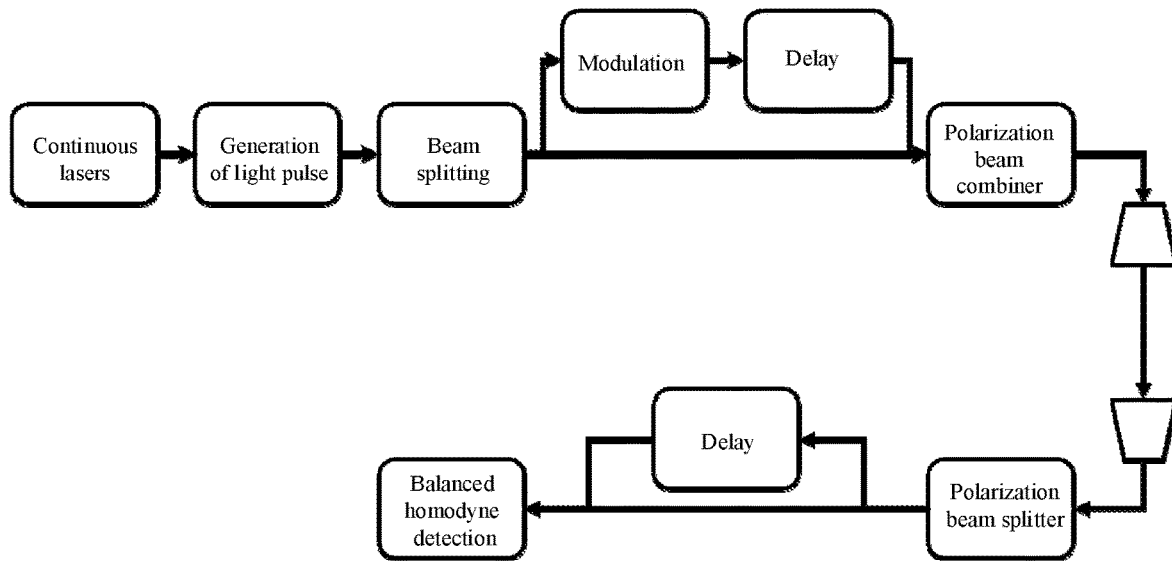 Modulation
Delay
Continuous
lasers
Generation
of light pulse
Beam
splitting
Polarization
beam
combiner
Delay
Balanced
homodyne
detection
Polarization
beam splitter